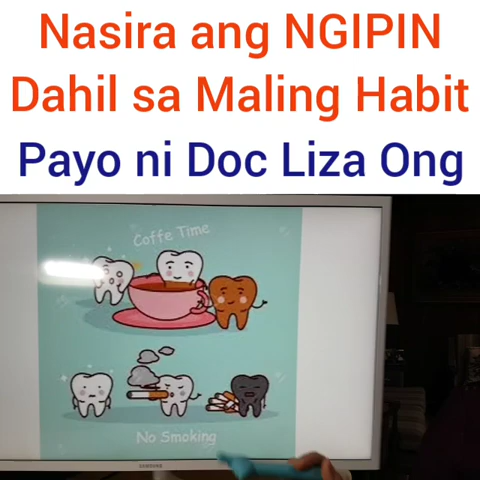 Nasira ang NGIPIN
Dahil sa Maling Habit
Payo ni Doc Liza Ong
Coffe Time
No Smoking
SAMSUNG